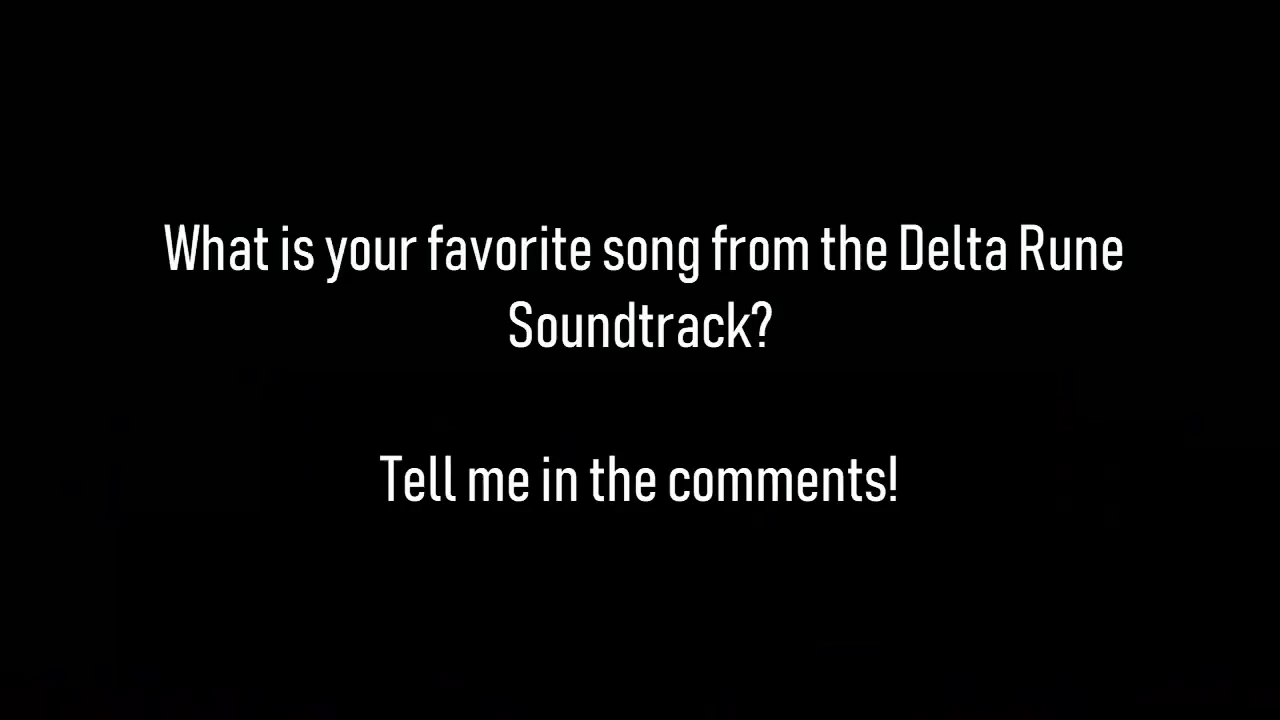 What is your favorite song from the Delta Rune
Soundtrack?
Tell me in the comments!